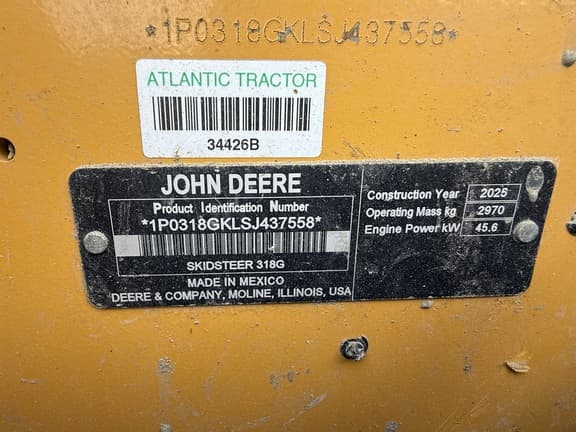 *1P0318GKLSJ437558*
ATLANTIC TRACTOR
34426B
JOHN DEERE
Product Identification Number
*1P0318GKLSJ437558*
SKIDSTEER 318G
MADE IN MEXICO
DEERE & COMPANY, MOLINE, ILLINOIS, USA
Construction Year 2025
Operating Mass kg 2970
Engine Power kW 45.6